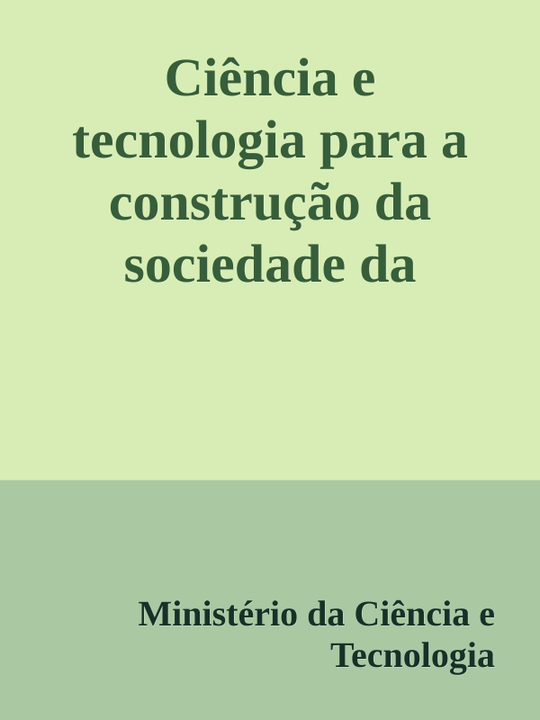 Ciência e
tecnologia para a
construção da
sociedade da
Ministério da Ciência e
Tecnologia